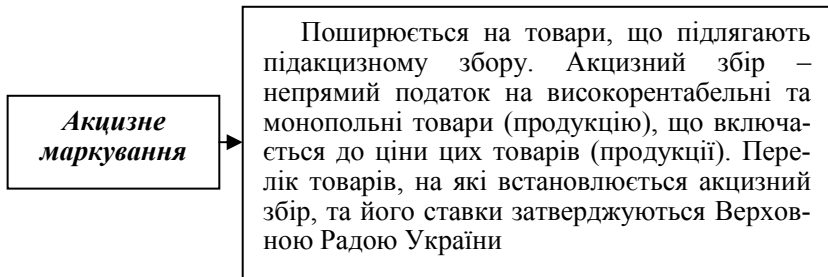 Акцизне
маркування
Поширюється на товари, що підлягають
підакцизному збору. Акцизний збір –
непрямий податок на високорентабельні та
монопольні товари (продукцію), що включа-
ється до ціни цих товарів (продукції). Пере-
лік товарів, на які встановлюється акцизний
збір, та його ставки затверджуються Верхов-
ною Радою України